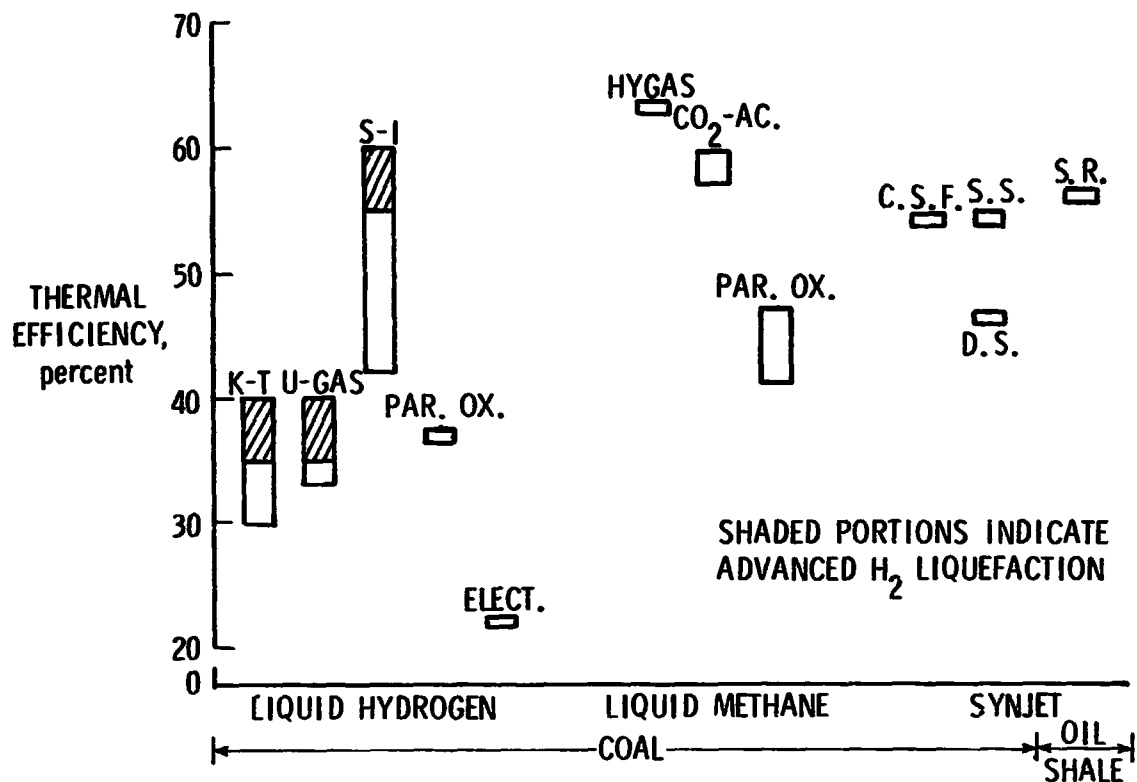 70
60
50
40
30
20
0
THERMAL
EFFICIENCY,
percent
K-T
U-GAS
S-I
PAR. OX.
ELECT.
HYGAS
CO2-AC.
PAR. OX.
C.S.F.
S.S.
D.S.
S.R.
SHADED PORTIONS INDICATE
ADVANCED H2 LIQUEFACTION
LIQUID HYDROGEN
LIQUID METHANE
SYNJET
COAL
OIL
SHALE